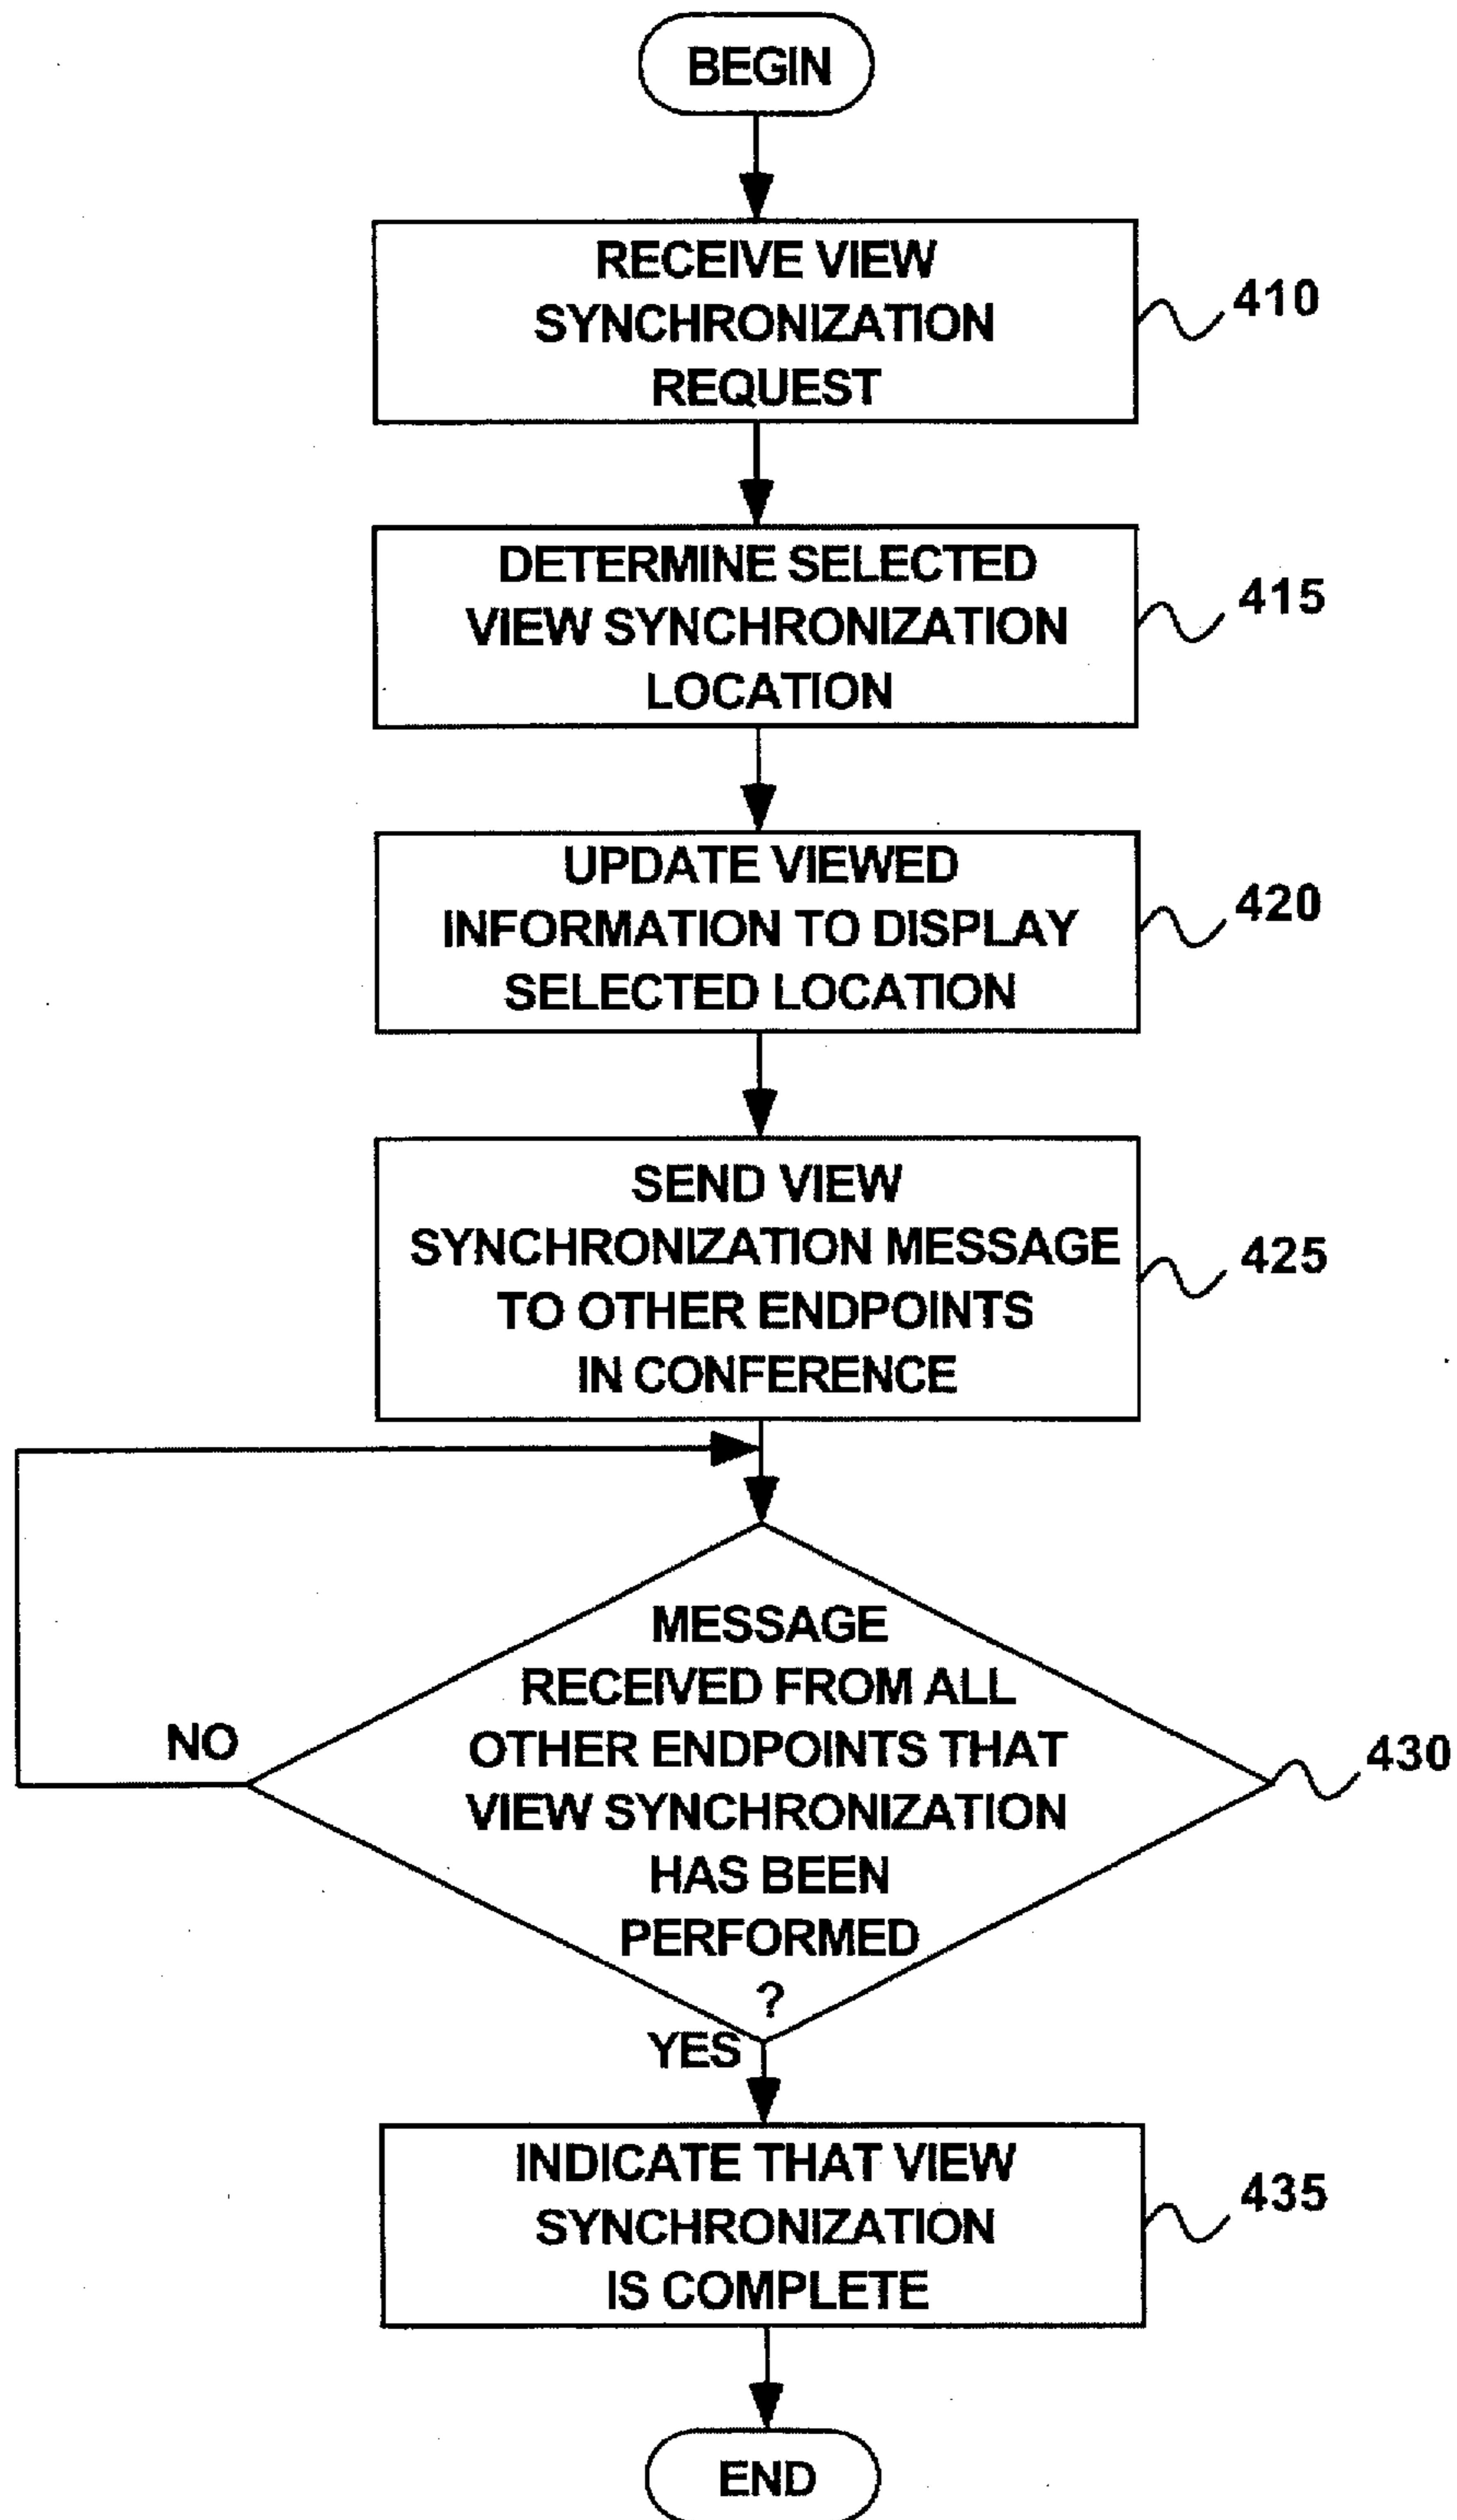 BEGIN
RECEIVE VIEW
SYNCHRONIZATION
REQUEST
410
DETERMINE SELECTED
VIEW SYNCHRONIZATION
LOCATION
415
UPDATE VIEWED
INFORMATION TO DISPLAY
SELECTED LOCATION
420
SEND VIEW
SYNCHRONIZATION MESSAGE
TO OTHER ENDPOINTS
IN CONFERENCE
425
MESSAGE
RECEIVED FROM ALL
OTHER ENDPOINTS THAT
VIEW SYNCHRONIZATION
HAS BEEN
PERFORMED
?
NO
430
YES
INDICATE THAT VIEW
SYNCHRONIZATION
IS COMPLETE
435
END